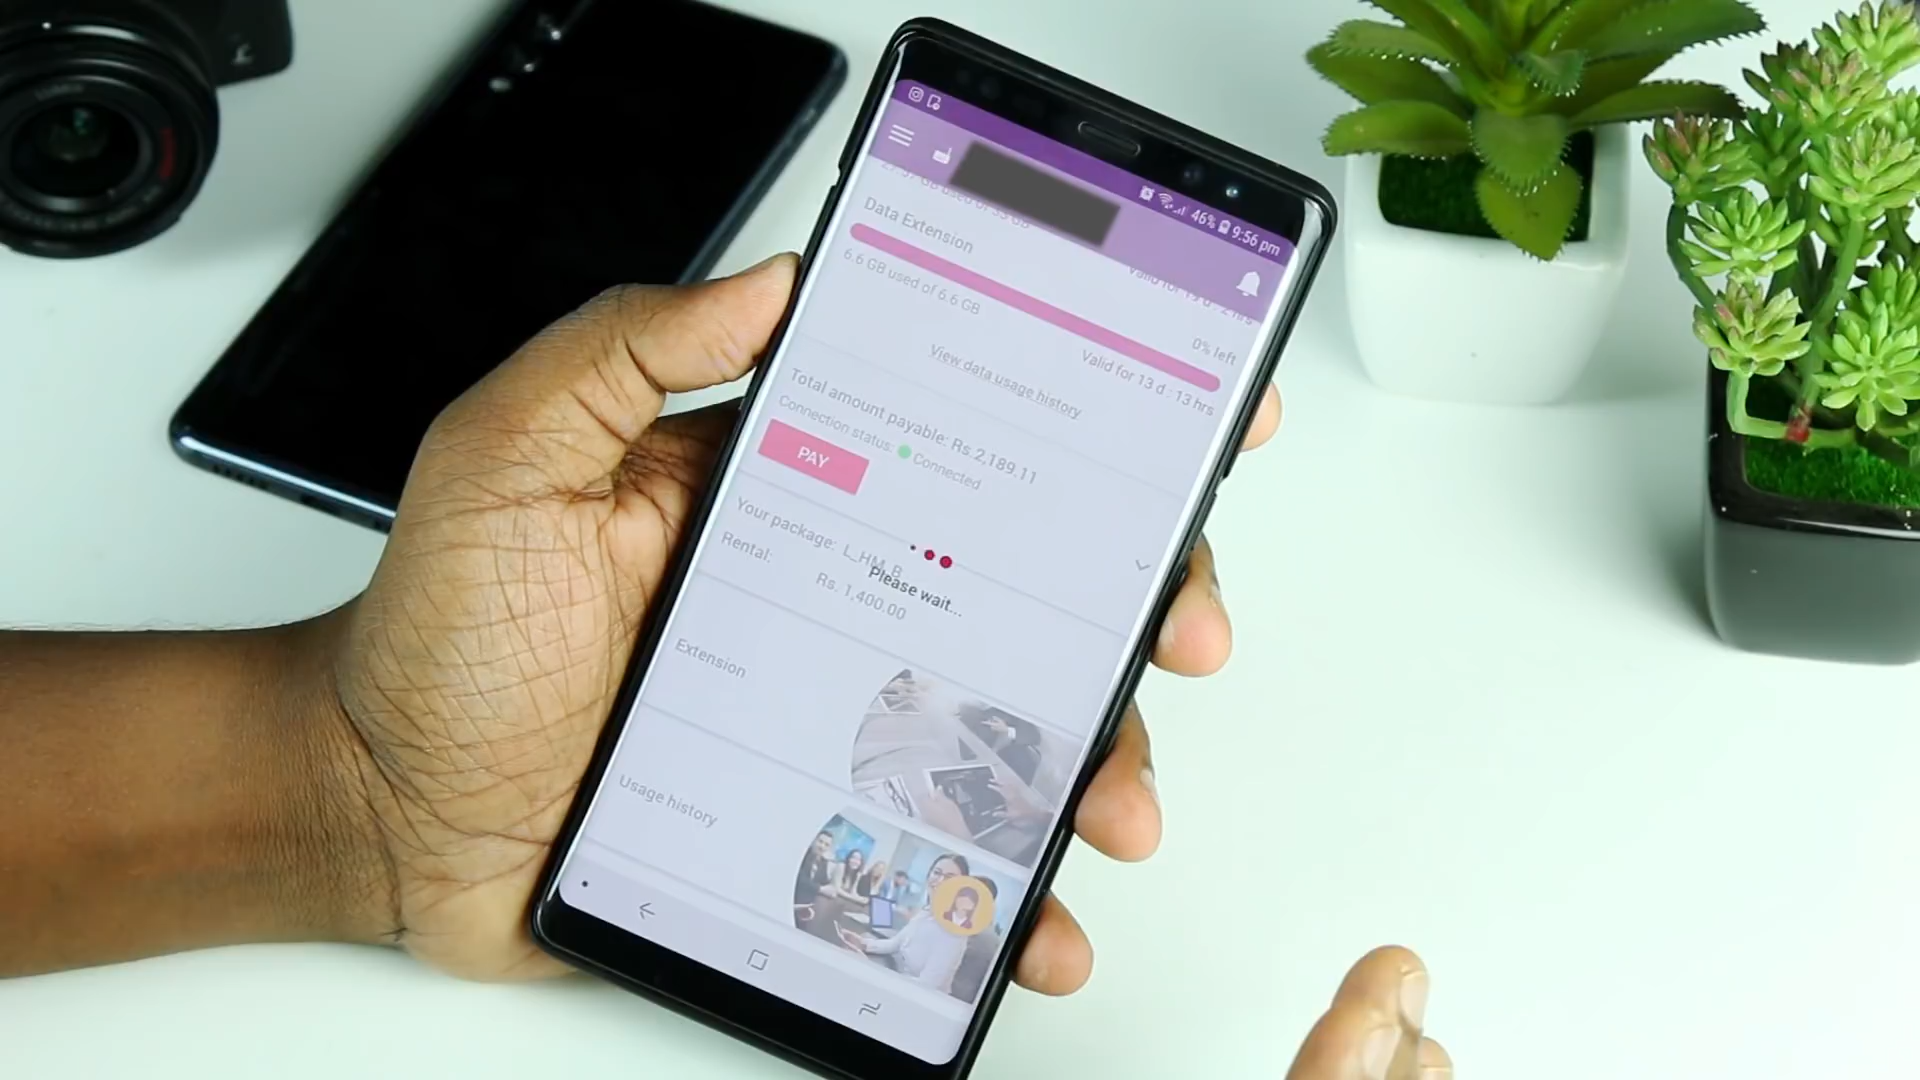 46% 9:56 pm
Data Extension
0% left
6.6 GB used of 6.6 GB
Valid for 13 d : 13 hrs
View data usage history
Total amount payable: Rs.2,189.11
Connection status: Connected
PAY
Your package: L_HM_B
Please wait...
Rental: Rs. 1,400.00
Extension
Usage history